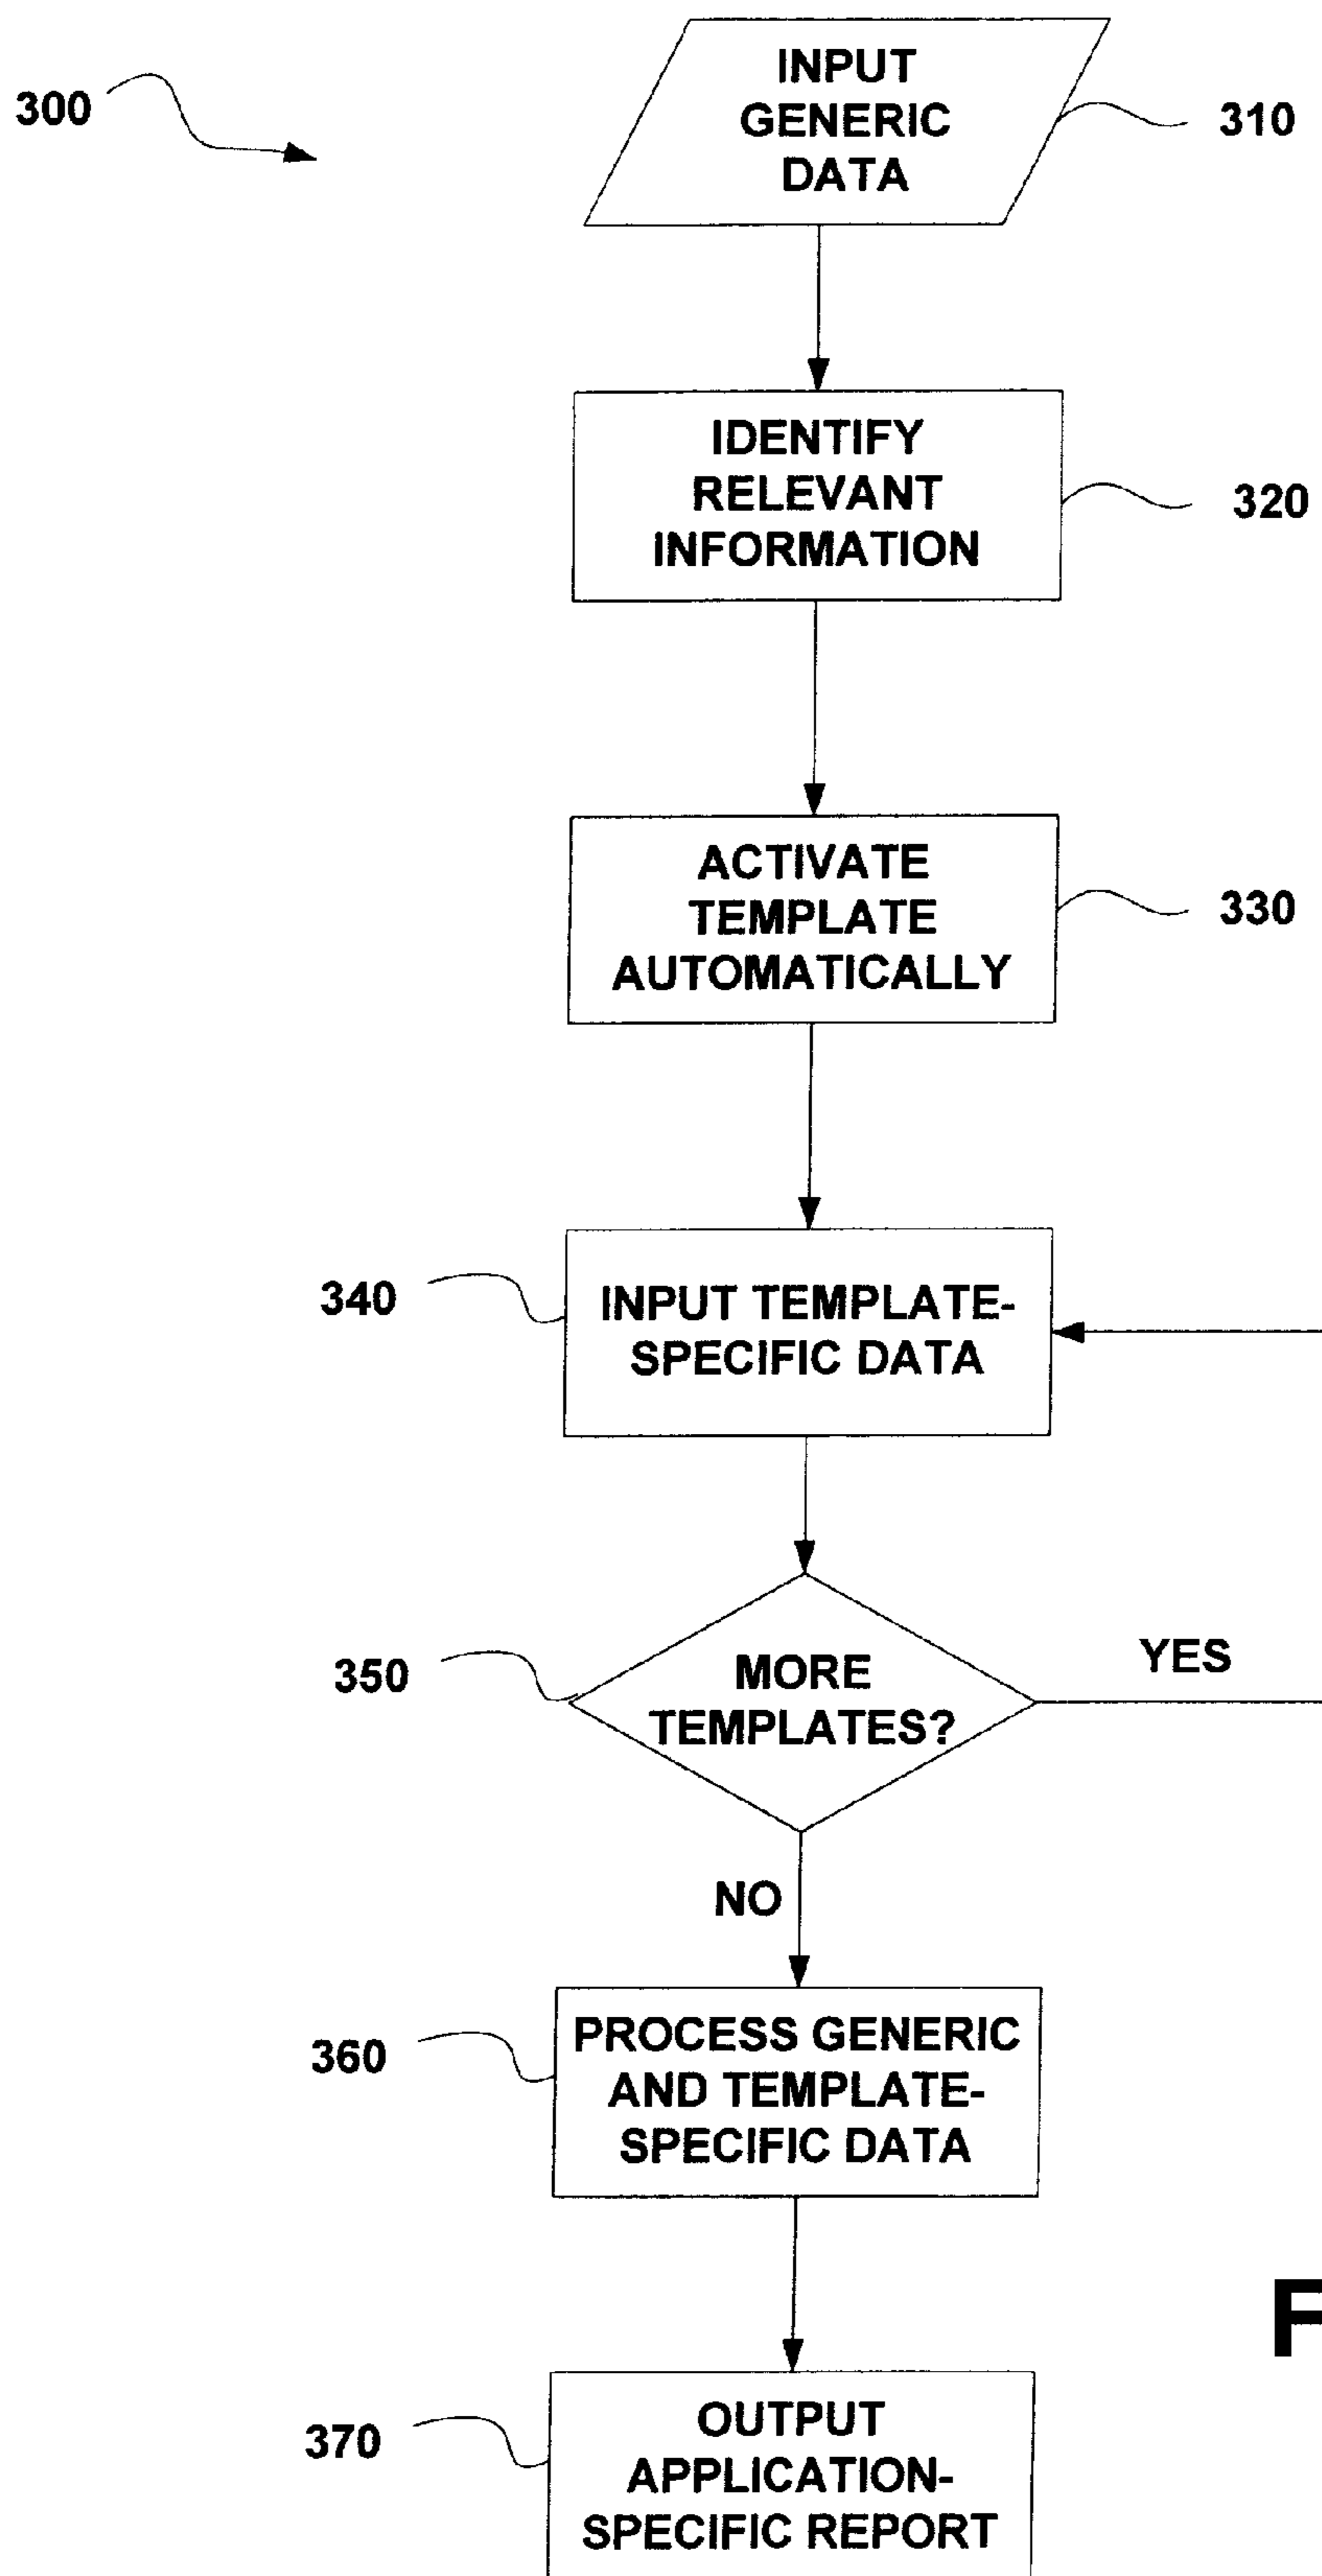 300
INPUT
GENERIC
DATA
310
IDENTIFY
RELEVANT
INFORMATION
320
ACTIVATE
TEMPLATE
AUTOMATICALLY
330
340
INPUT TEMPLATE-
SPECIFIC DATA
350
MORE
TEMPLATES?
YES
NO
360
PROCESS GENERIC
AND TEMPLATE-
SPECIFIC DATA
F
370
OUTPUT
APPLICATION-
SPECIFIC REPORT